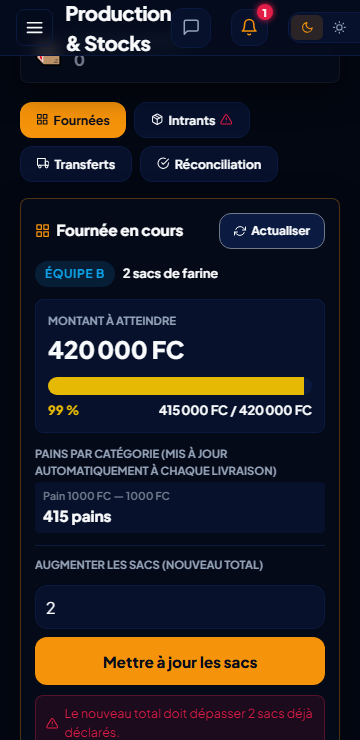 Production
& Stocks
1
0
Fournées
Intrants
Transferts
Réconciliation
Fournée en cours
Actualiser
ÉQUIPE B
2 sacs de farine
MONTANT À ATTEINDRE
420 000 FC
99 %
415 000 FC / 420 000 FC
PAINS PAR CATÉGORIE (MIS À JOUR
AUTOMATIQUEMENT À CHAQUE LIVRAISON)
Pain 1000 FC — 1000 FC
415 pains
AUGMENTER LES SACS (NOUVEAU TOTAL)
2
Mettre à jour les sacs
Le nouveau total doit dépasser 2 sacs déjà
déclarés.